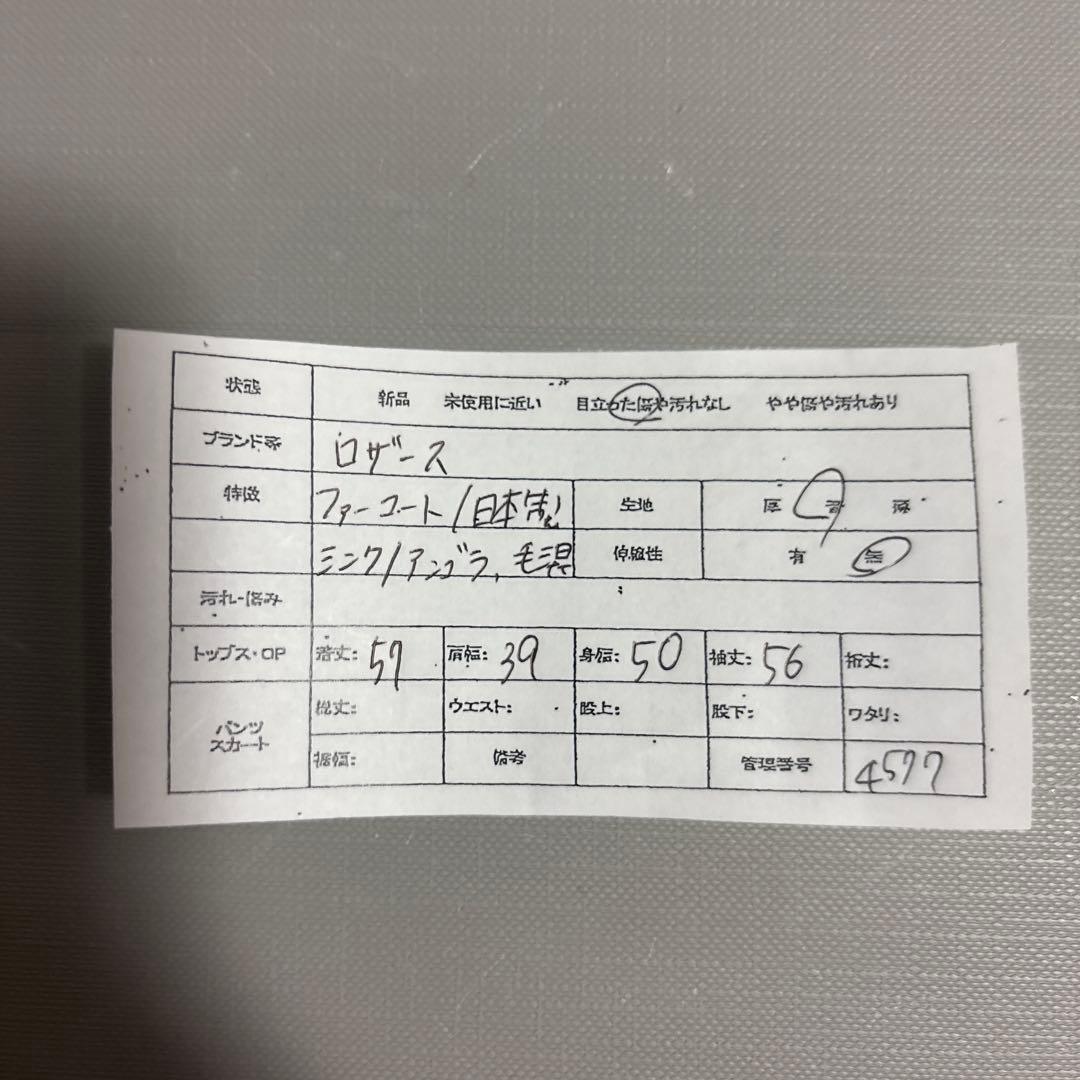 状態 新品 未使用に近い 目立った傷や汚れなし やや傷や汚れあり
ブランド名 ロザース
特徴 ファーコート/日本製 生地 厚 普 薄
ミンク/アンゴラ、毛混 伸縮性 有 無
汚れ・傷み
トップス・OP 着丈: 57 肩幅: 39 身幅: 50 袖丈: 56 裄丈:
パンツ スカート 総丈: ウエスト: 股上: 股下: ワタリ:
裾幅: 備考 管理番号 4577